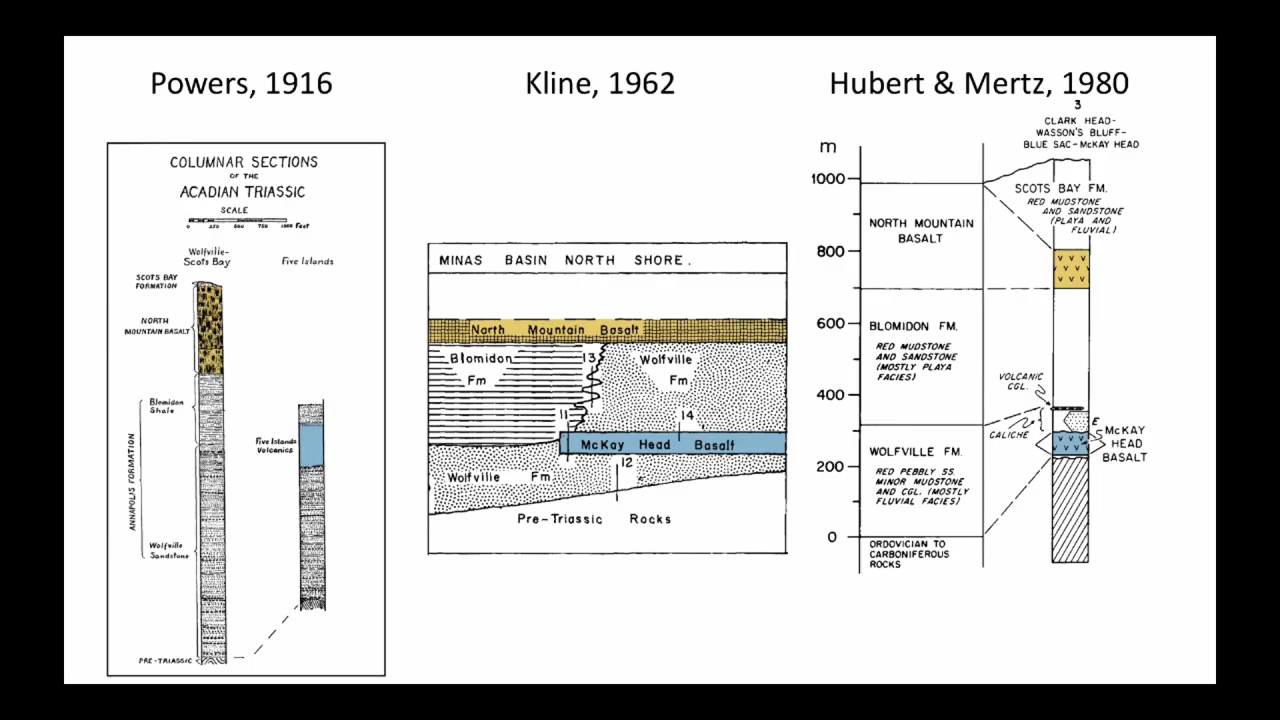 Powers, 1916
COLUMNAR SECTIONS
OF THE
ACADIAN TRIASSIC
SCALE
0 250 500 750 1000 Feet
Wolfville-
Scots Bay
Five Islands
SCOTS BAY
FORMATION
NORTH
MOUNTAIN BASALT
Blomidon
Shale
Five Islands
Volcanics
ANNAPOLIS FORMATION
Wolfville
Sandstone
PRE-TRIASSIC
Kline, 1962
MINAS BASIN NORTH SHORE.
North Mountain Basalt
Blomidon
Fm
13
Wolfville
Fm
11
14
McKay Head Basalt
12
Wolfville Fm
Pre-Triassic Rocks
Hubert & Mertz, 1980
3
CLARK HEAD-
WASSON'S BLUFF-
BLUE SAC-McKAY HEAD
m
1000
800
600
400
200
0
NORTH MOUNTAIN
BASALT
BLOMIDON FM.
RED MUDSTONE
AND SANDSTONE
(MOSTLY PLAYA
FACIES)
WOLFVILLE FM.
RED PEBBLY SS.
MINOR MUDSTONE
AND CGL. (MOSTLY
FLUVIAL FACIES)
ORDOVICIAN TO
CARBONIFEROUS
ROCKS
SCOTS BAY FM.
RED MUDSTONE
AND SANDSTONE
(PLAYA AND
FLUVIAL)
VOLCANIC
CGL.
CALICHE
E
McKAY
HEAD
BASALT